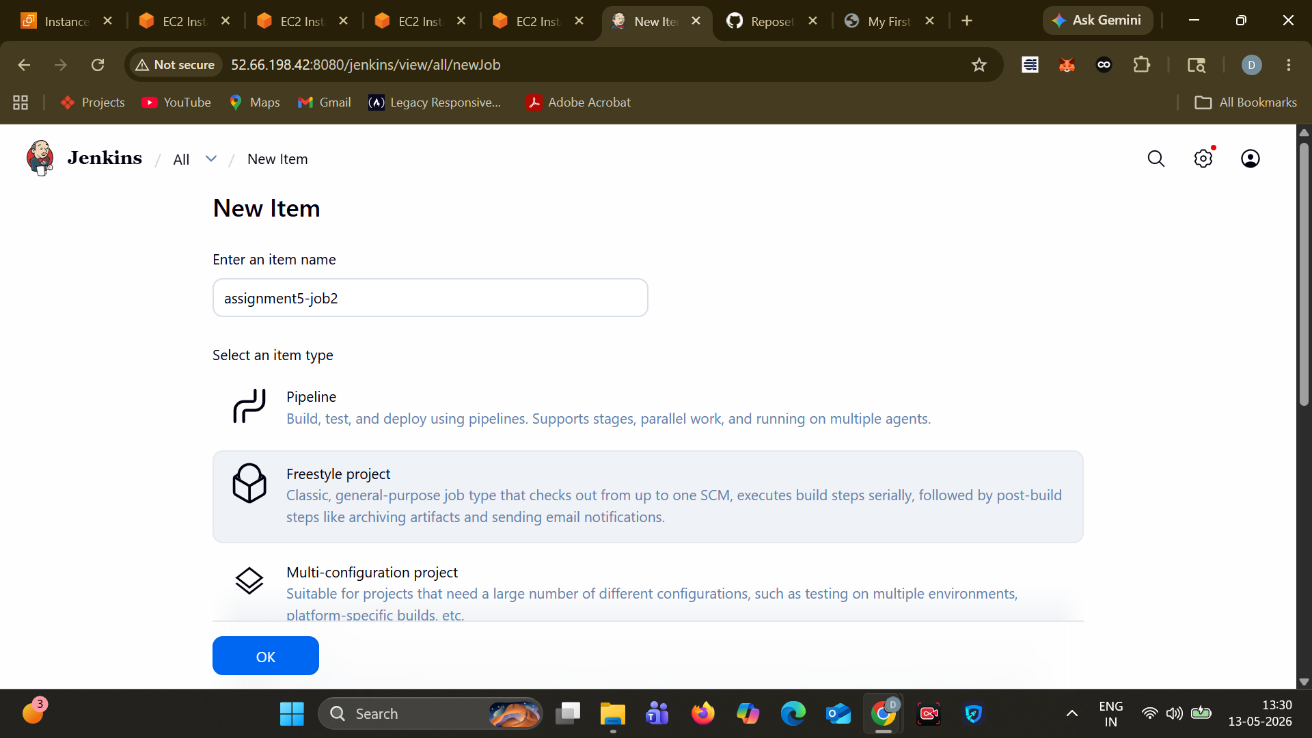 Instance
EC2 Inst
EC2 Inst
EC2 Inst
EC2 Inst
New Ite
Reposet
My First
Ask Gemini
Not secure
52.66.198.42:8080/jenkins/view/all/newJob
D
Projects
YouTube
Maps
Gmail
Legacy Responsive...
Adobe Acrobat
All Bookmarks
Jenkins / All / New Item
New Item
Enter an item name
assignment5-job2
Select an item type
Pipeline
Build, test, and deploy using pipelines. Supports stages, parallel work, and running on multiple agents.
Freestyle project
Classic, general-purpose job type that checks out from up to one SCM, executes build steps serially, followed by post-build
steps like archiving artifacts and sending email notifications.
Multi-configuration project
Suitable for projects that need a large number of different configurations, such as testing on multiple environments,
platform-specific builds, etc.
OK
3
Search
D
ENG
IN
13:30
13-05-2026